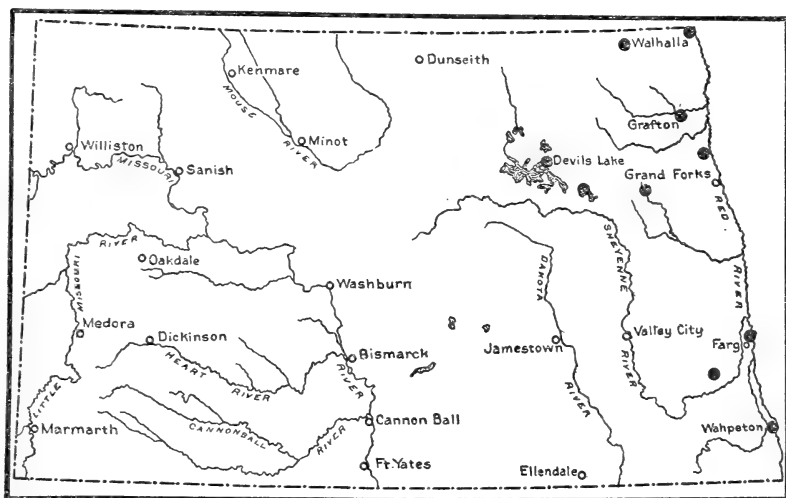 Walhalla
Dunseith
Kenmare
MOUSE
RIVER
Minot
Grafton
Williston
MISSOURI
Sanish
Devils Lake
Grand Forks
RED
RIVER
LITTLE
MISSOURI
RIVER
Oakdale
Washburn
SHEYENNE
RIVER
DAKOTA
RIVER
Medora
Dickinson
HEART
RIVER
Bismarck
RIVER
Jamestown
Valley City
Farg
Marmarth
CANNONBALL
RIVER
Cannon Ball
Wahpeton
Ft. Yates
Ellendale